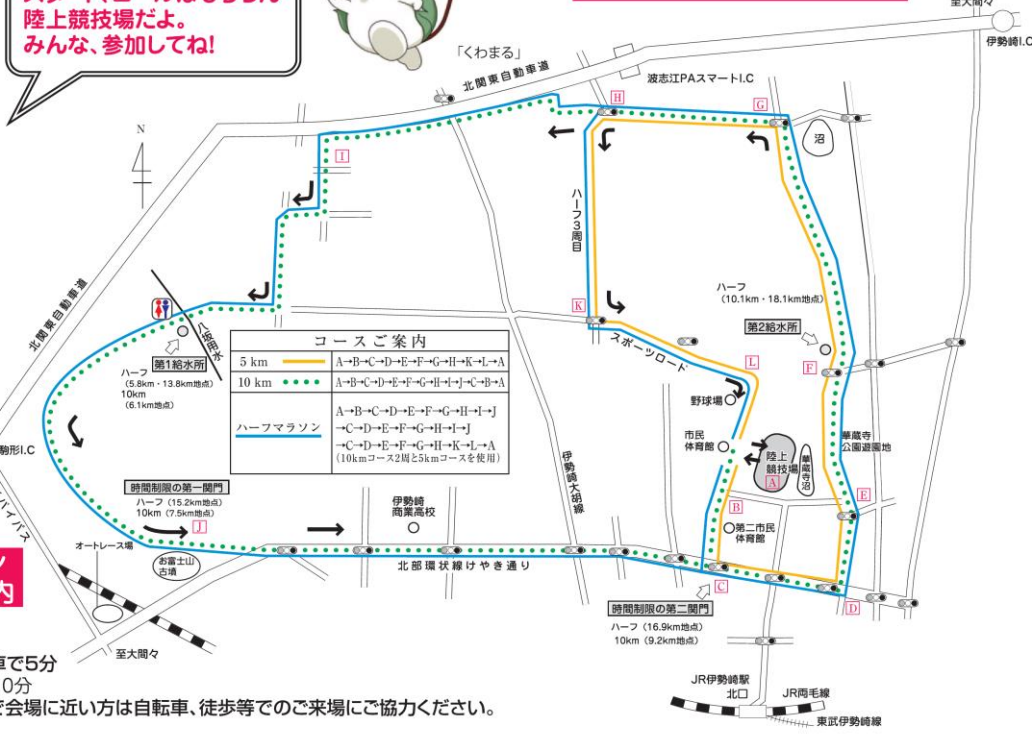 陸上競技場だよ。
みんな、参加してね!
「くわまる」
至大間々
伊勢崎I.C
北関東自動車道
波志江PAスマートI.C
N
H
G
沼
I
ハーフ3周目
北関東自動車道
八坂用水
第1給水所
ハーフ
(5.8km・13.8km地点)
10km
(6.1km地点)
K
スポーツロード
ハーフ
(10.1km・18.1km地点)
第2給水所
F
L
コースご案内
5 km A→B→C→D→E→F→G→H→K→L→A
10 km A→B→C→D→E→F→G→H→I→J→C→B→A
ハーフマラソン
A→B→C→D→E→F→G→H→I→J
→C→D→E→F→G→H→I→J
→C→D→E→F→G→H→K→L→A
(10kmコース2周と5kmコースを使用)
野球場
市民
体育館
陸上
競技場
A
華蔵寺沼
華蔵寺
公園遊園地
E
B
第二市民
体育館
駒形I.C
バイパス
時間制限の第一関門
ハーフ(15.2km地点)
10km(7.5km地点)
J
伊勢崎
商業高校
伊勢崎大胡線
オートレース場
お富士山
古墳
北部環状線けやき通り
C
D
時間制限の第二関門
ハーフ(16.9km地点)
10km(9.2km地点)
内
至大間々
車で5分
0分
で会場に近い方は自転車、徒歩等でのご来場にご協力ください。
JR伊勢崎駅
北口
JR両毛線
東武伊勢崎線